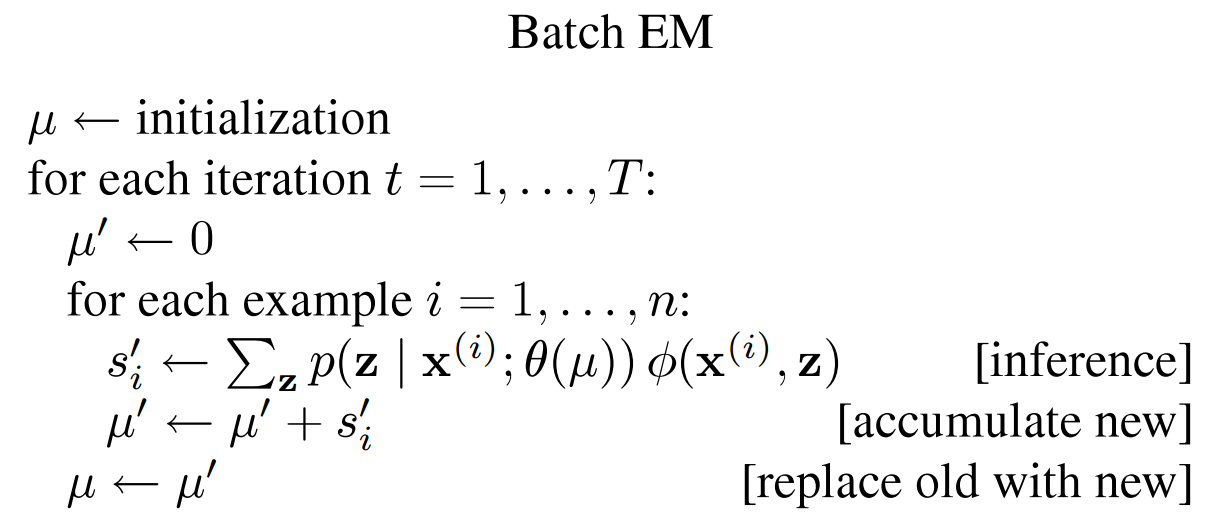 Batch EM
μ ← initialization
for each iteration t = 1, . . . , T:
μ′ ← 0
for each example i = 1, . . . , n:
s′ᵢ ← ∑_z p(z | x⁽ⁱ⁾; θ(μ)) ϕ(x⁽ⁱ⁾, z) [inference]
μ′ ← μ′ + s′ᵢ [accumulate new]
μ ← μ′ [replace old with new]